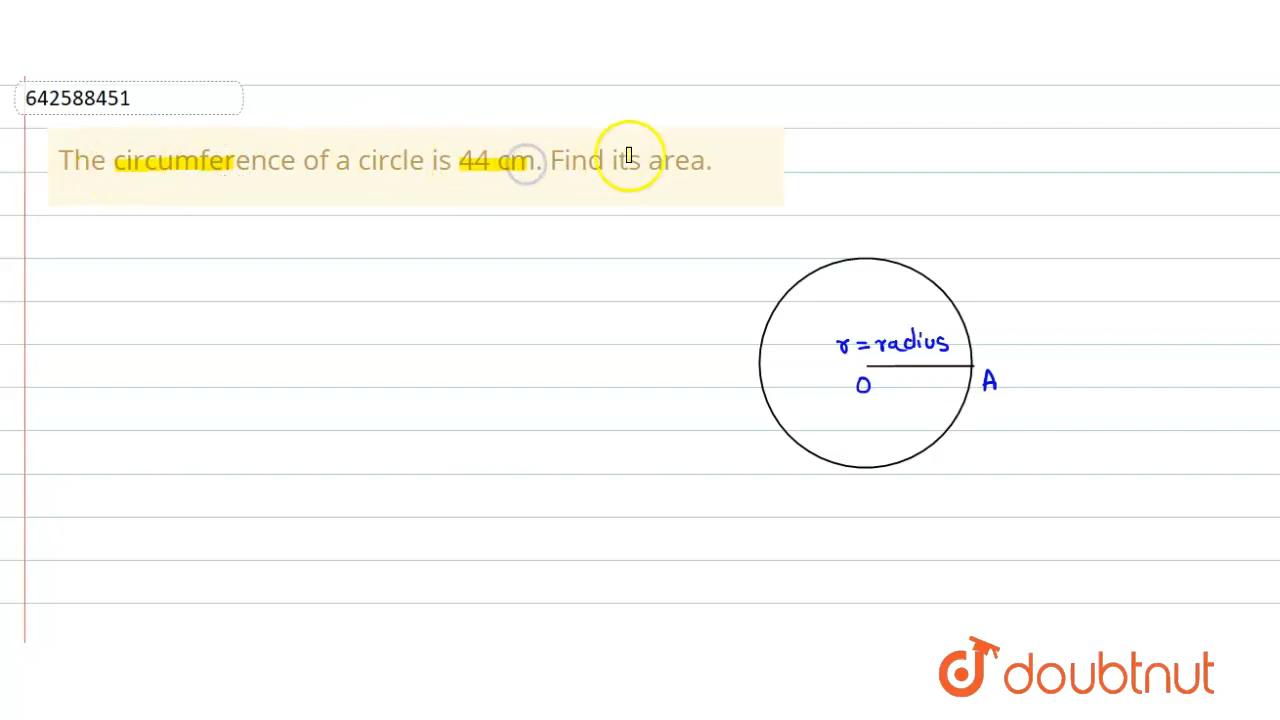 642588451
The circumference of a circle is 44 cm. Find its area.
r = radius
O
A
doubtnut